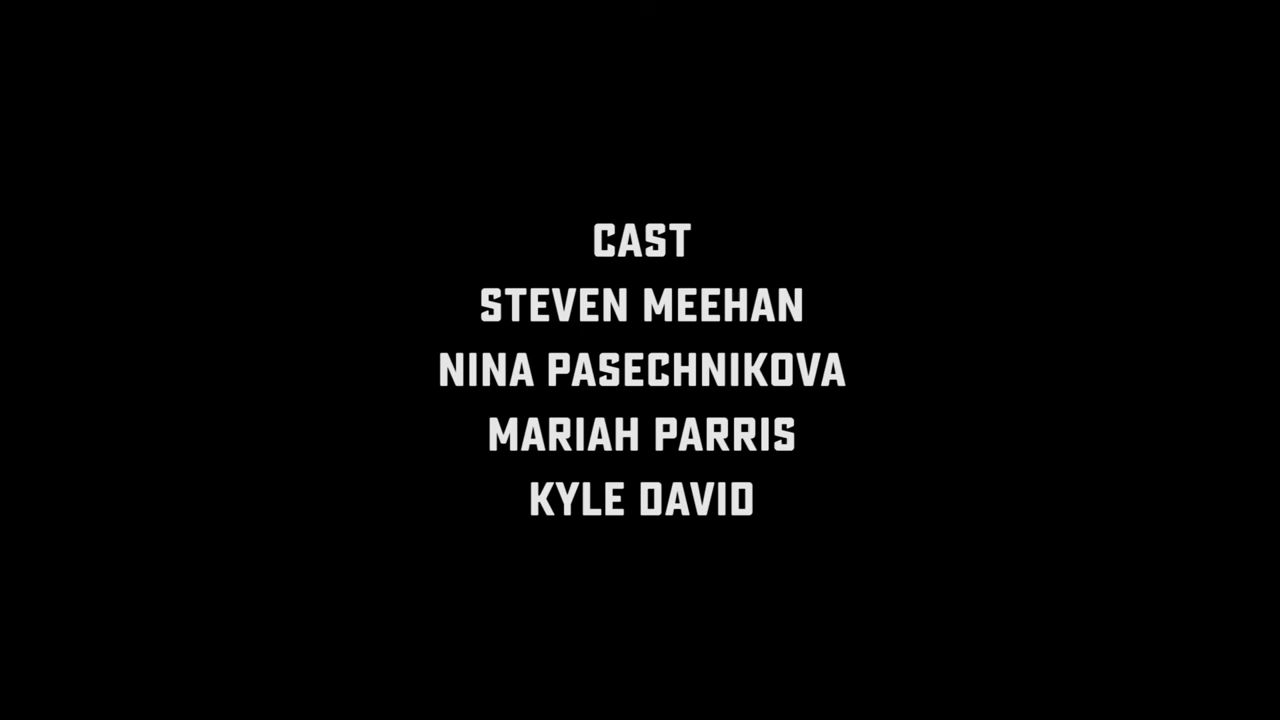 CAST
STEVEN MEEHAN
NINA PASECHNIKOVA
MARIAH PARRIS
KYLE DAVID